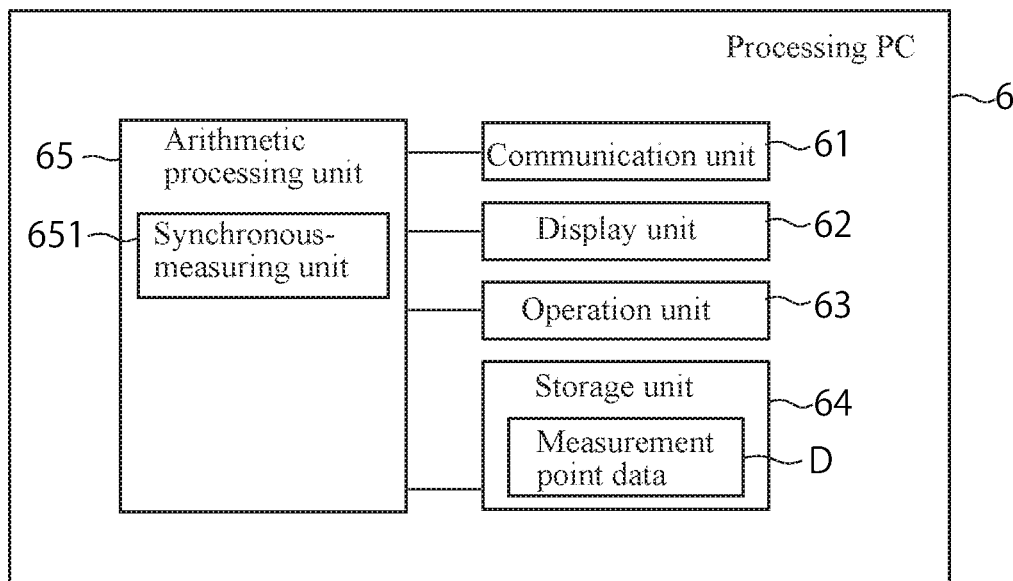 Processing PC
6
65
Arithmetic
processing unit
651
Synchronous-
measuring unit
Communication unit
61
Display unit
62
Operation unit
63
Storage unit
64
Measurement
point data
D